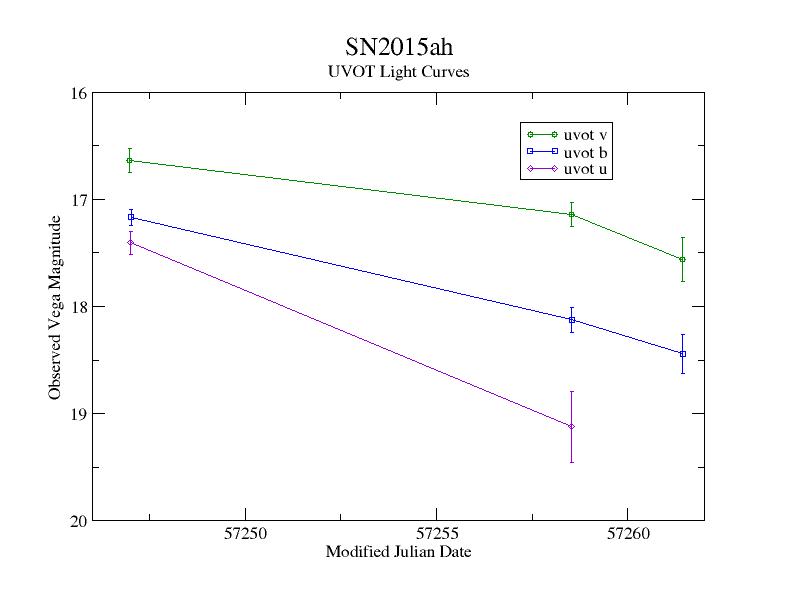 SN2015ah
UVOT Light Curves
16
uvot v
uvot b
uvot u
17
Observed Vega Magnitude
18
19
20
57250
57255
57260
Modified Julian Date